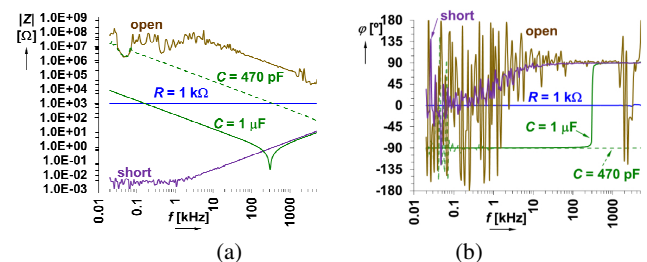 |Z|
[Ω]
1.0E+09
1.0E+08
1.0E+07
1.0E+06
1.0E+05
1.0E+04
1.0E+03
1.0E+02
1.0E+01
1.0E+00
1.0E-01
1.0E-02
1.0E-03
open
C = 470 pF
R = 1 kΩ
C = 1 µF
short
0.01
0.1
1
10
100
1000
f [kHz]
(a)
φ [º]
180
135
90
45
0
-45
-90
-135
-180
short
open
R = 1 kΩ
C = 1 µF
C = 470 pF
0.01
0.1
1
10
100
1000
f [kHz]
(b)